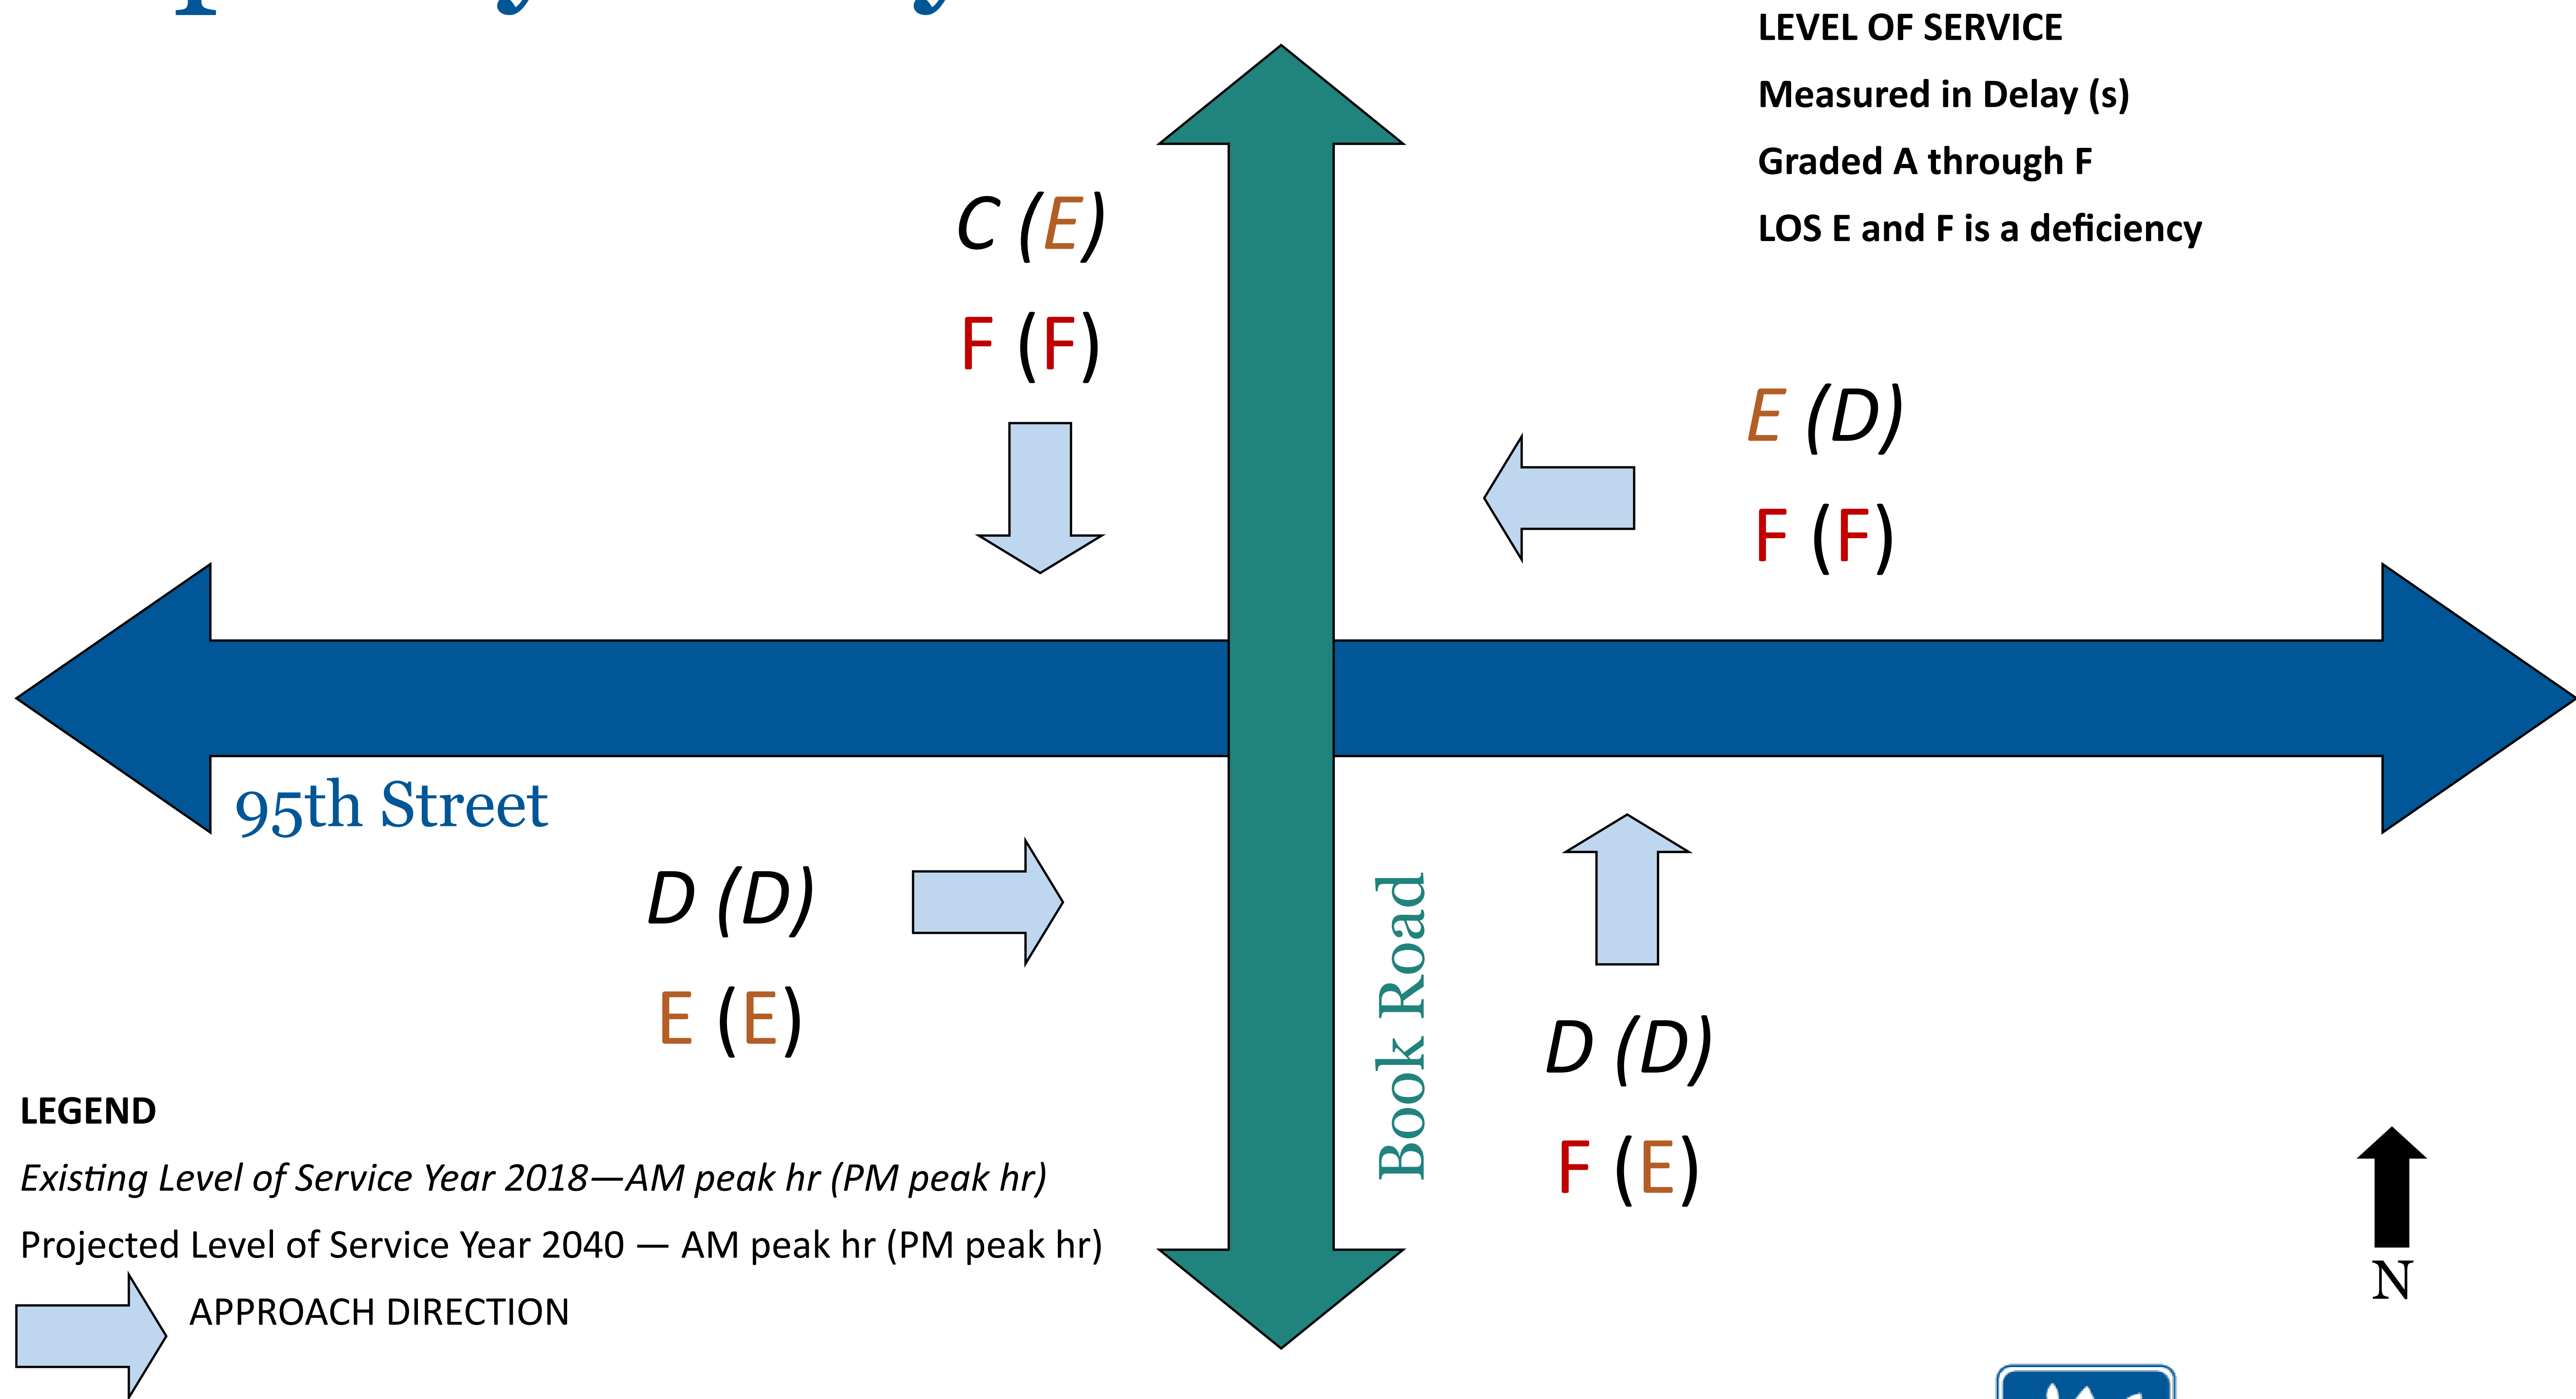 LEVEL OF SERVICE
Measured in Delay (s)
Graded A through F
LOS E and F is a deficiency
C (E)
F (F)
E (D)
F (F)
95th Street
D (D)
E (E)
Book Road
D (D)
F (E)
LEGEND
Existing Level of Service Year 2018—AM peak hr (PM peak hr)
Projected Level of Service Year 2040 — AM peak hr (PM peak hr)
APPROACH DIRECTION
N